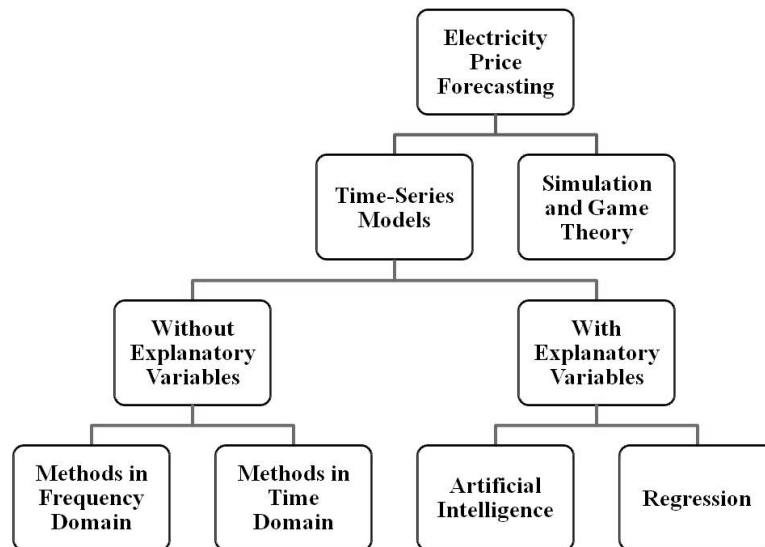 Electricity
Price
Forecasting
Time-Series
Models
Simulation
and Game
Theory
Without
Explanatory
Variables
With
Explanatory
Variables
Methods in
Frequency
Domain
Methods in
Time
Domain
Artificial
Intelligence
Regression